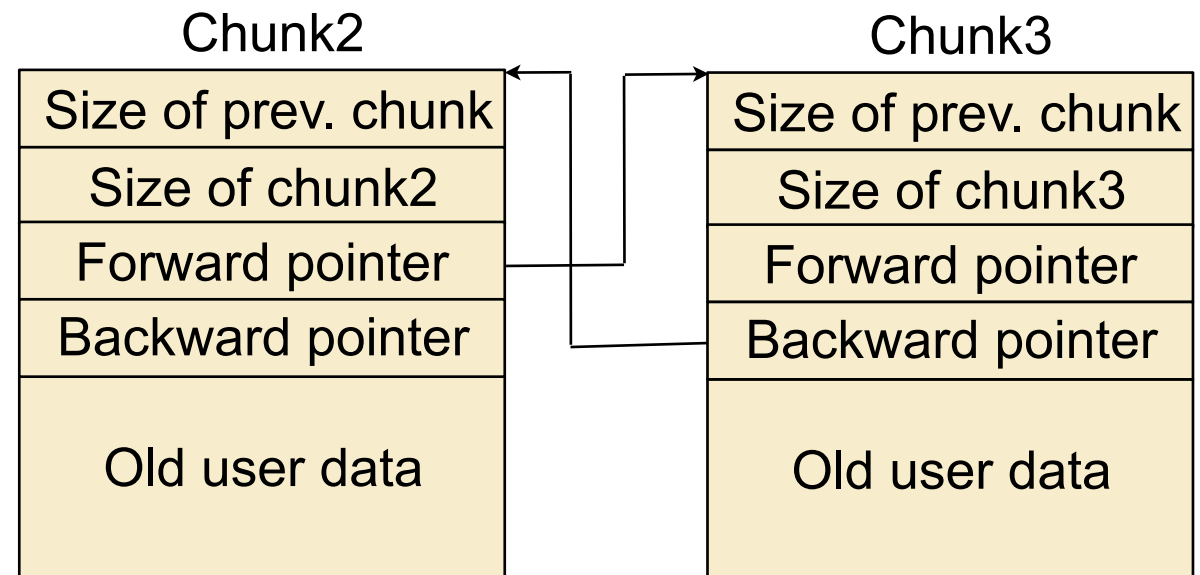 Chunk2
Size of prev. chunk
Size of chunk2
Forward pointer
Backward pointer
Old user data
Chunk3
Size of prev. chunk
Size of chunk3
Forward pointer
Backward pointer
Old user data